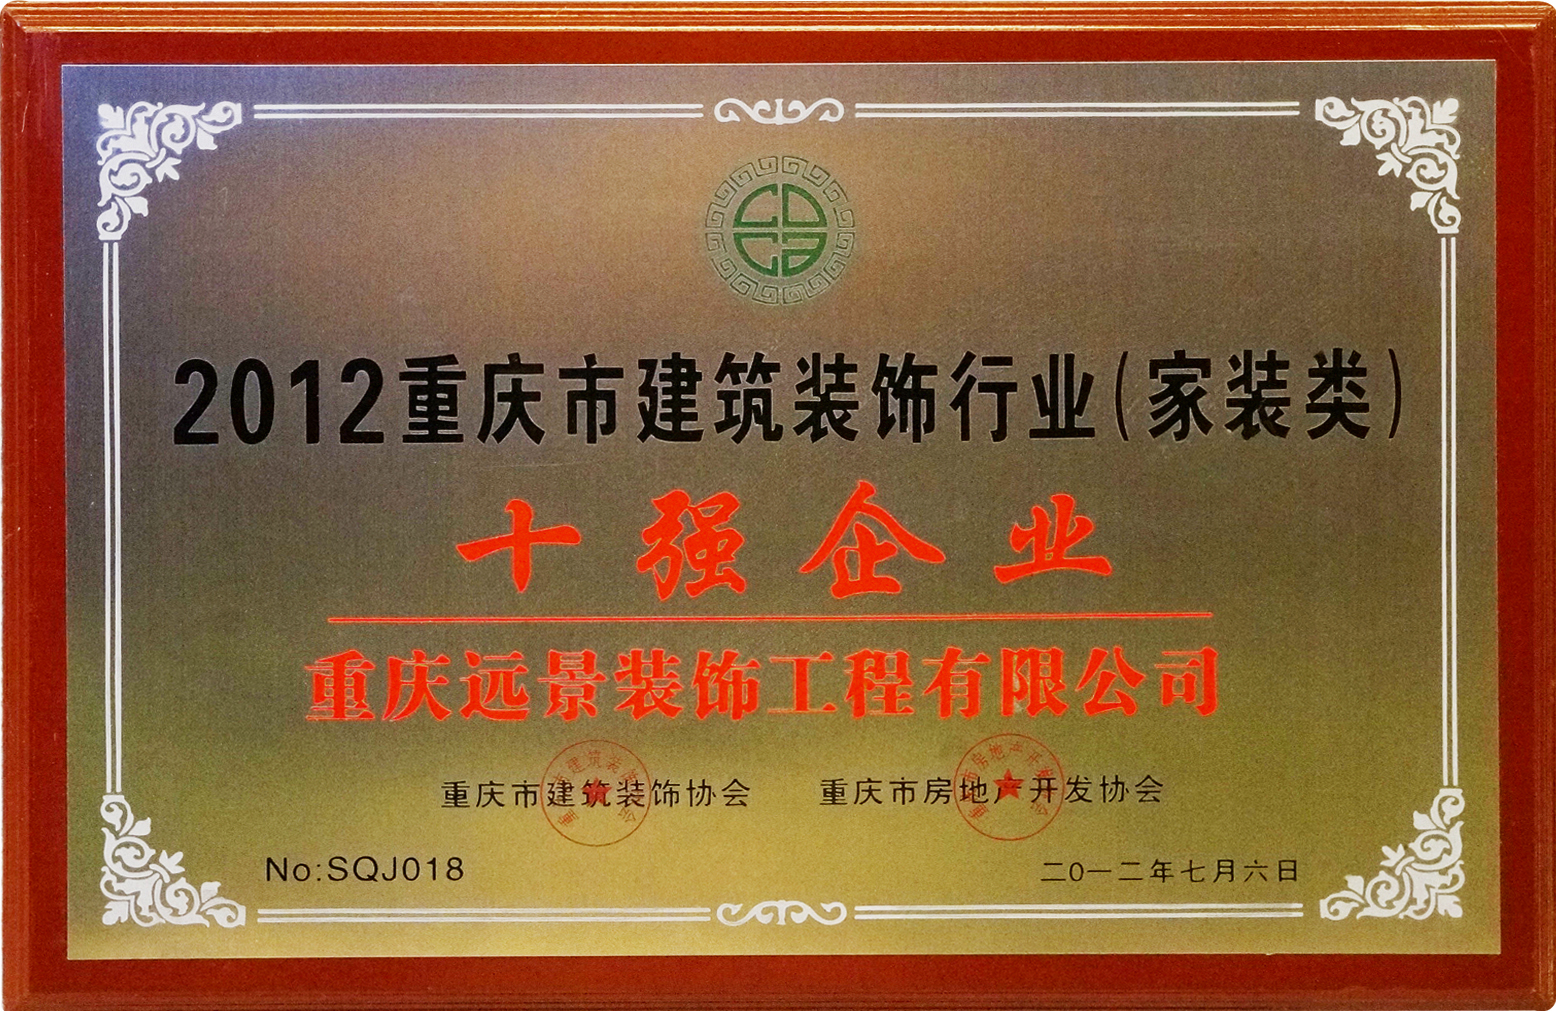 CD
CA
2012重庆市建筑装饰行业(家装类)
十强企业
重庆远景装饰工程有限公司
重庆市建筑装饰协会 重庆市房地产开发协会
No:SQJ018 二0一二年七月六日